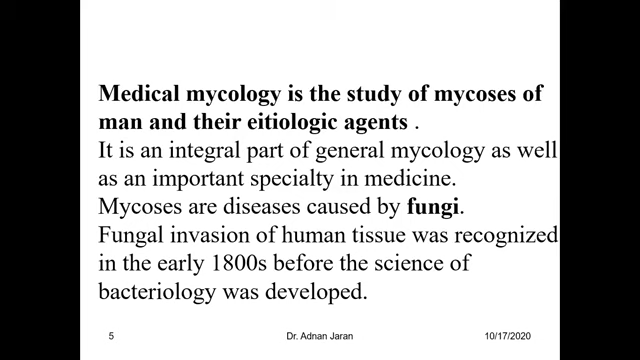 Medical mycology is the study of mycoses of
man and their eitiologic agents .
It is an integral part of general mycology as well
as an important specialty in medicine.
Mycoses are diseases caused by fungi.
Fungal invasion of human tissue was recognized
in the early 1800s before the science of
bacteriology was developed.
5 Dr. Adnan Jaran 10/17/2020